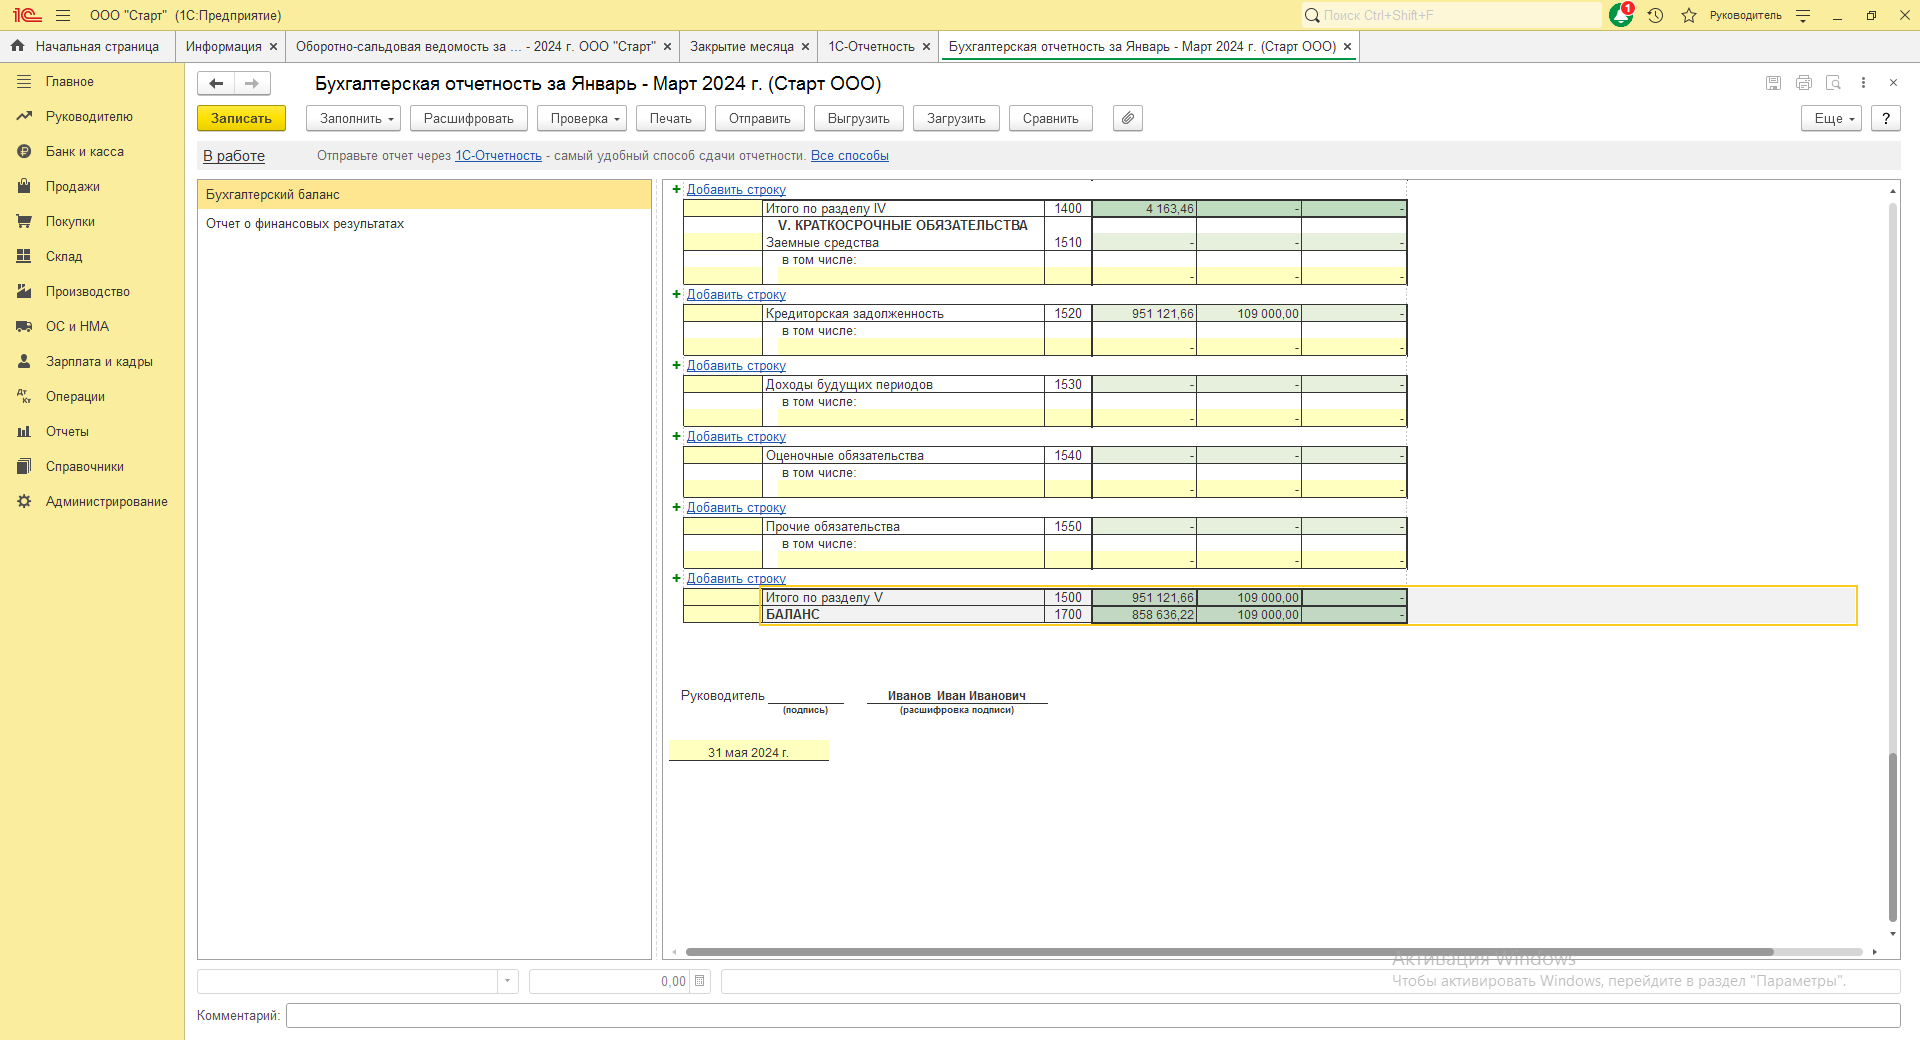 ООО "Старт" (1С:Предприятие)
Поиск Ctrl+Shift+F
1
Руководитель
Начальная страница
Информация ×
Оборотно-сальдовая ведомость за ... - 2024 г. ООО "Старт" ×
Закрытие месяца ×
1С-Отчетность ×
Бухгалтерская отчетность за Январь - Март 2024 г. (Старт ООО) ×
Главное
Руководителю
Банк и касса
Продажи
Покупки
Склад
Производство
ОС и НМА
Зарплата и кадры
Операции
Отчеты
Справочники
Администрирование
Бухгалтерская отчетность за Январь - Март 2024 г. (Старт ООО)
Записать
Заполнить
Расшифровать
Проверка
Печать
Отправить
Выгрузить
Загрузить
Сравнить
Еще
?
В работе
Отправьте отчет через 1С-Отчетность - самый удобный способ сдачи отчетности. Все способы
Бухгалтерский баланс
Отчет о финансовых результатах
+ Добавить строку
Итого по разделу IV 1400 4 163,46 - -
V. КРАТКОСРОЧНЫЕ ОБЯЗАТЕЛЬСТВА
Заемные средства 1510 - - -
в том числе:
- - -
+ Добавить строку
Кредиторская задолженность 1520 951 121,66 109 000,00 -
в том числе:
- - -
+ Добавить строку
Доходы будущих периодов 1530 - - -
в том числе:
- - -
+ Добавить строку
Оценочные обязательства 1540 - - -
в том числе:
- - -
+ Добавить строку
Прочие обязательства 1550 - - -
в том числе:
- - -
+ Добавить строку
Итого по разделу V 1500 951 121,66 109 000,00 -
БАЛАНС 1700 858 636,22 109 000,00 -
Руководитель Иванов Иван Иванович
(подпись) (расшифровка подписи)
31 мая 2024 г.
Активация Windows
Чтобы активировать Windows, перейдите в раздел "Параметры".
0,00
Комментарий: